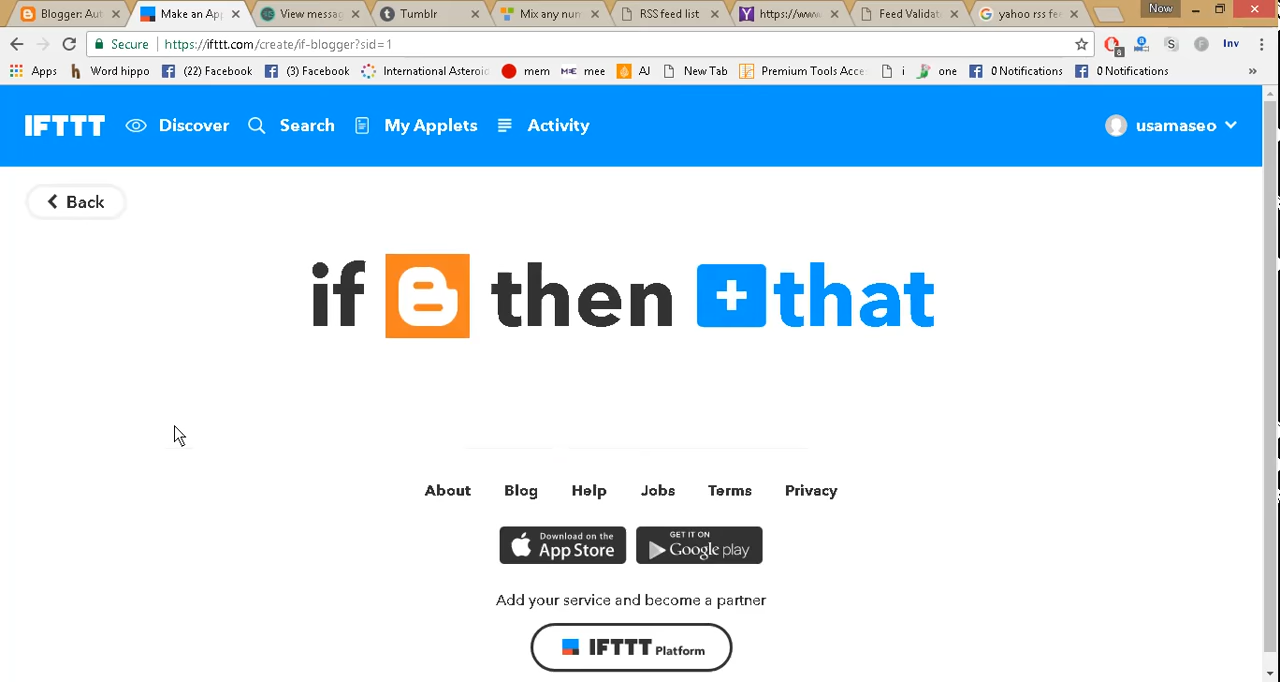 Blogger: Aut Make an App View messag Tumblr Mix any num RSS feed list https://www. Feed Validat yahoo rss fe Now
Secure https://ifttt.com/create/if-blogger?sid=1 a Inv
Apps Word hippo (22) Facebook (3) Facebook International Asteroi mem mee AJ New Tab Premium Tools Acce i one 0 Notifications 0 Notifications »
IFTTT Discover Search My Applets Activity usamaseo
Back
if then + that
About Blog Help Jobs Terms Privacy
Download on the App Store GET IT ON Google play
Add your service and become a partner
IFTTT Platform